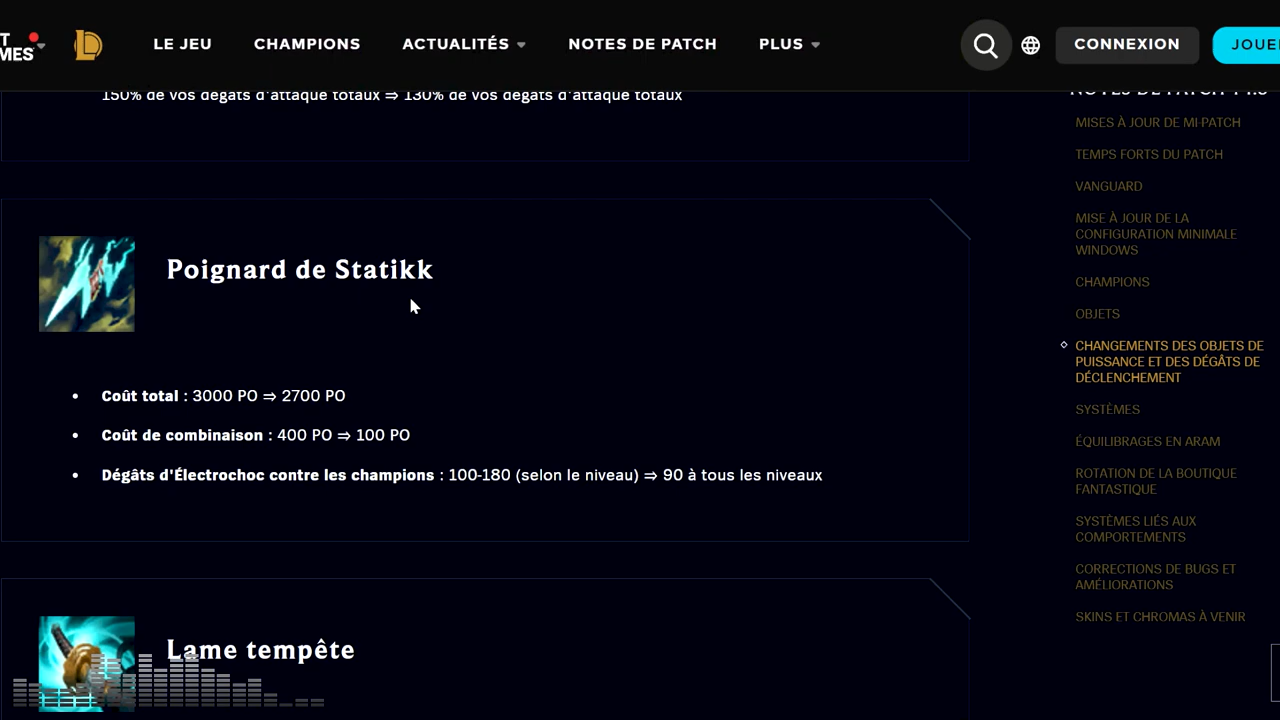 T
MES
LE JEU
CHAMPIONS
ACTUALITÉS
NOTES DE PATCH
PLUS
CONNEXION
JOUE
150% de vos dégâts d'attaque totaux ⇒ 130% de vos dégâts d'attaque totaux
Poignard de Statikk
• Coût total : 3000 PO ⇒ 2700 PO
• Coût de combinaison : 400 PO ⇒ 100 PO
• Dégâts d'Électrochoc contre les champions : 100-180 (selon le niveau) ⇒ 90 à tous les niveaux
Lame tempête
NOTES DE PATCH
MISES À JOUR DE MI-PATCH
TEMPS FORTS DU PATCH
VANGUARD
MISE À JOUR DE LA
CONFIGURATION MINIMALE
WINDOWS
CHAMPIONS
OBJETS
CHANGEMENTS DES OBJETS DE
PUISSANCE ET DES DÉGÂTS DE
DÉCLENCHEMENT
SYSTÈMES
ÉQUILIBRAGES EN ARAM
ROTATION DE LA BOUTIQUE
FANTASTIQUE
SYSTÈMES LIÉS AUX
COMPORTEMENTS
CORRECTIONS DE BUGS ET
AMÉLIORATIONS
SKINS ET CHROMAS À VENIR